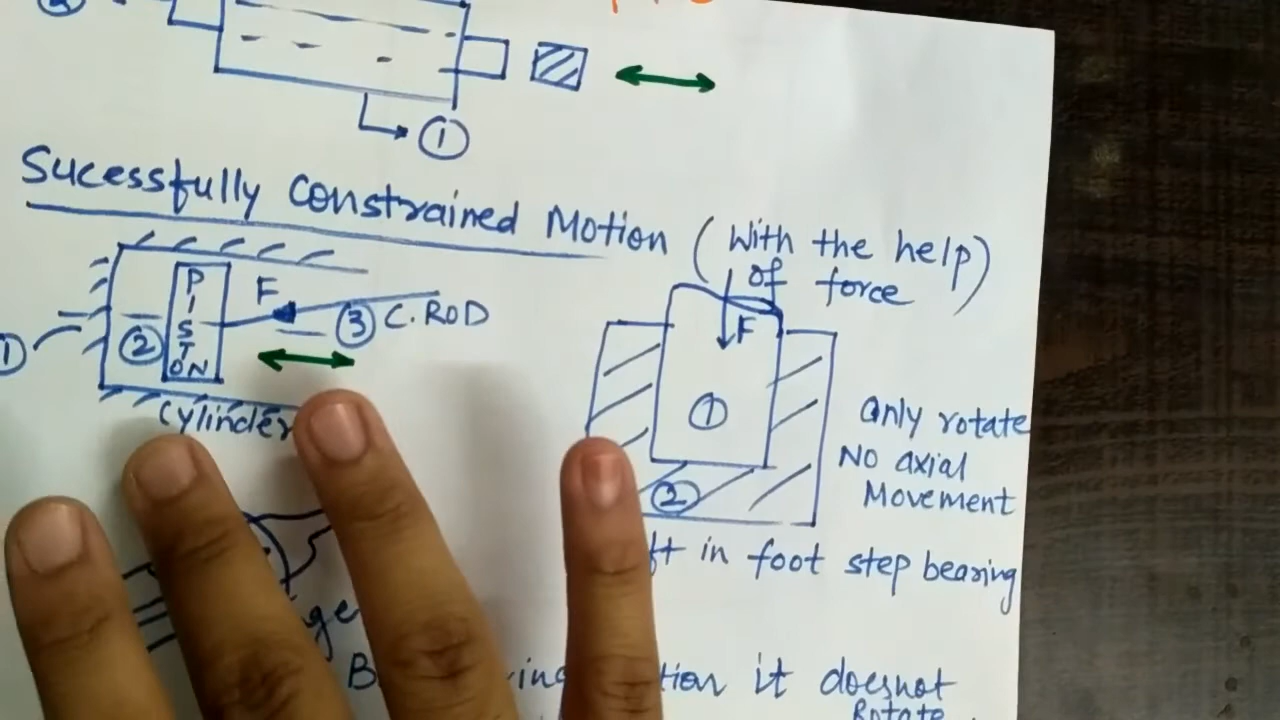 ①
Sucessfully Constrained Motion (With the help)
of force
PISTON
F
① ② ③ C.ROD
Cylinder
F
①
②
Only rotate
No axial
Movement
in foot step bearing
it doesnot
Rotate